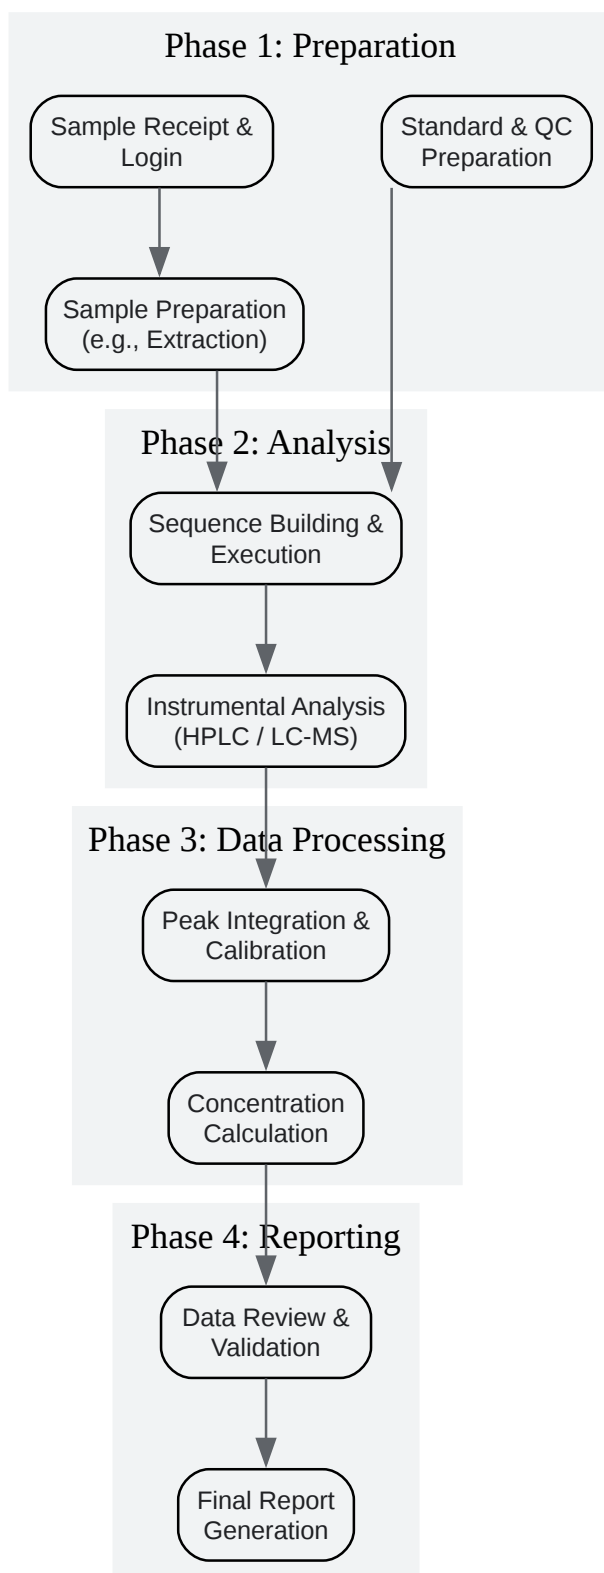 Phase 1: Preparation
Sample Receipt &
Login
Standard & QC
Preparation
Sample Preparation
(e.g., Extraction)
Phase 2: Analysis
Sequence Building &
Execution
Instrumental Analysis
(HPLC / LC-MS)
Phase 3: Data Processing
Peak Integration &
Calibration
Concentration
Calculation
Phase 4: Reporting
Data Review &
Validation
Final Report
Generation